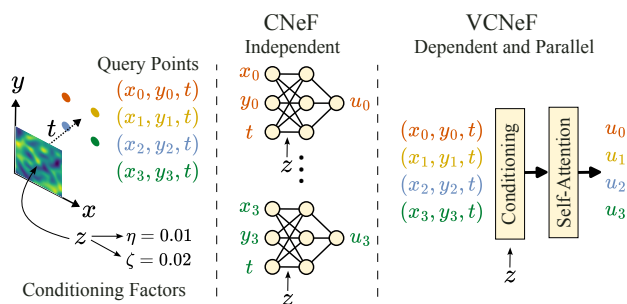 CNeF
VCNeF
Independent
Dependent and Parallel
Query Points
y
t
x
(x₀, y₀, t)
(x₁, y₁, t)
(x₂, y₂, t)
(x₃, y₃, t)
z
η = 0.01
ζ = 0.02
Conditioning Factors
x₀
y₀
t
u₀
z
x₃
y₃
t
u₃
z
(x₀, y₀, t)
(x₁, y₁, t)
(x₂, y₂, t)
(x₃, y₃, t)
Conditioning
Self-Attention
z
u₀
u₁
u₂
u₃